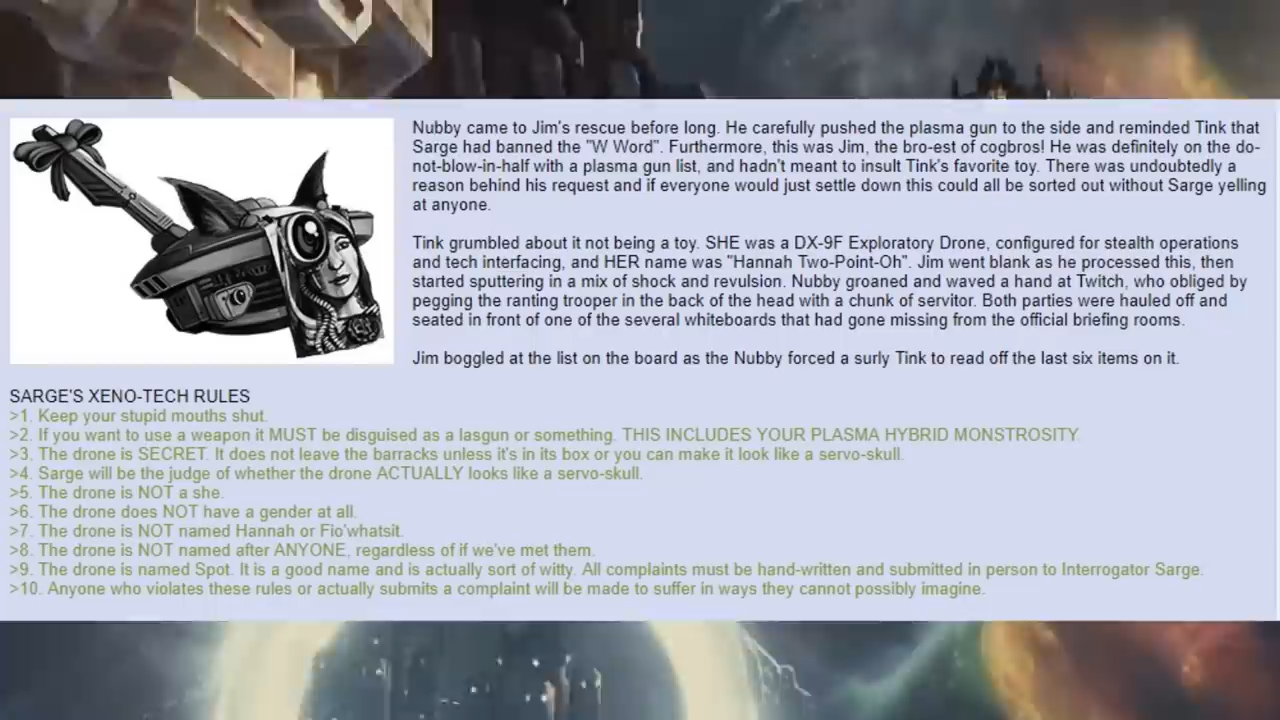 Nubby came to Jim's rescue before long. He carefully pushed the plasma gun to the side and reminded Tink that
Sarge had banned the "W Word". Furthermore, this was Jim, the bro-est of cogbros! He was definitely on the do-
not-blow-in-half with a plasma gun list, and hadn't meant to insult Tink's favorite toy. There was undoubtedly a
reason behind his request and if everyone would just settle down this could all be sorted out without Sarge yelling
at anyone.
Tink grumbled about it not being a toy. SHE was a DX-9F Exploratory Drone, configured for stealth operations
and tech interfacing, and HER name was "Hannah Two-Point-Oh". Jim went blank as he processed this, then
started sputtering in a mix of shock and revulsion. Nubby groaned and waved a hand at Twitch, who obliged by
pegging the ranting trooper in the back of the head with a chunk of servitor. Both parties were hauled off and
seated in front of one of the several whiteboards that had gone missing from the official briefing rooms.
Jim boggled at the list on the board as the Nubby forced a surly Tink to read off the last six items on it.
SARGE'S XENO-TECH RULES
>1. Keep your stupid mouths shut.
>2. If you want to use a weapon it MUST be disguised as a lasgun or something. THIS INCLUDES YOUR PLASMA HYBRID MONSTROSITY.
>3. The drone is SECRET. It does not leave the barracks unless it's in its box or you can make it look like a servo-skull.
>4. Sarge will be the judge of whether the drone ACTUALLY looks like a servo-skull.
>5. The drone is NOT a she.
>6. The drone does NOT have a gender at all.
>7. The drone is NOT named Hannah or Fio'whatsit.
>8. The drone is NOT named after ANYONE, regardless of if we've met them.
>9. The drone is named Spot. It is a good name and is actually sort of witty. All complaints must be hand-written and submitted in person to Interrogator Sarge.
>10. Anyone who violates these rules or actually submits a complaint will be made to suffer in ways they cannot possibly imagine.